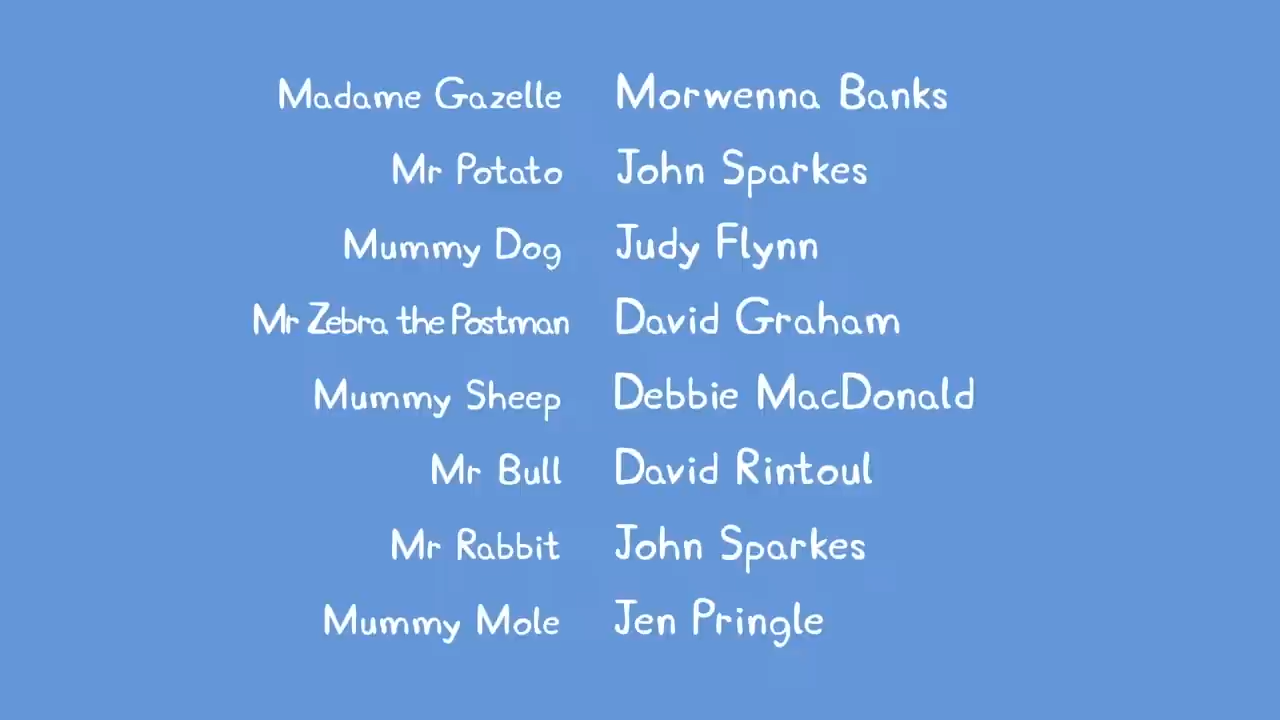 Madame Gazelle Morwenna Banks
Mr Potato John Sparkes
Mummy Dog Judy Flynn
Mr Zebra the Postman David Graham
Mummy Sheep Debbie MacDonald
Mr Bull David Rintoul
Mr Rabbit John Sparkes
Mummy Mole Jen Pringle